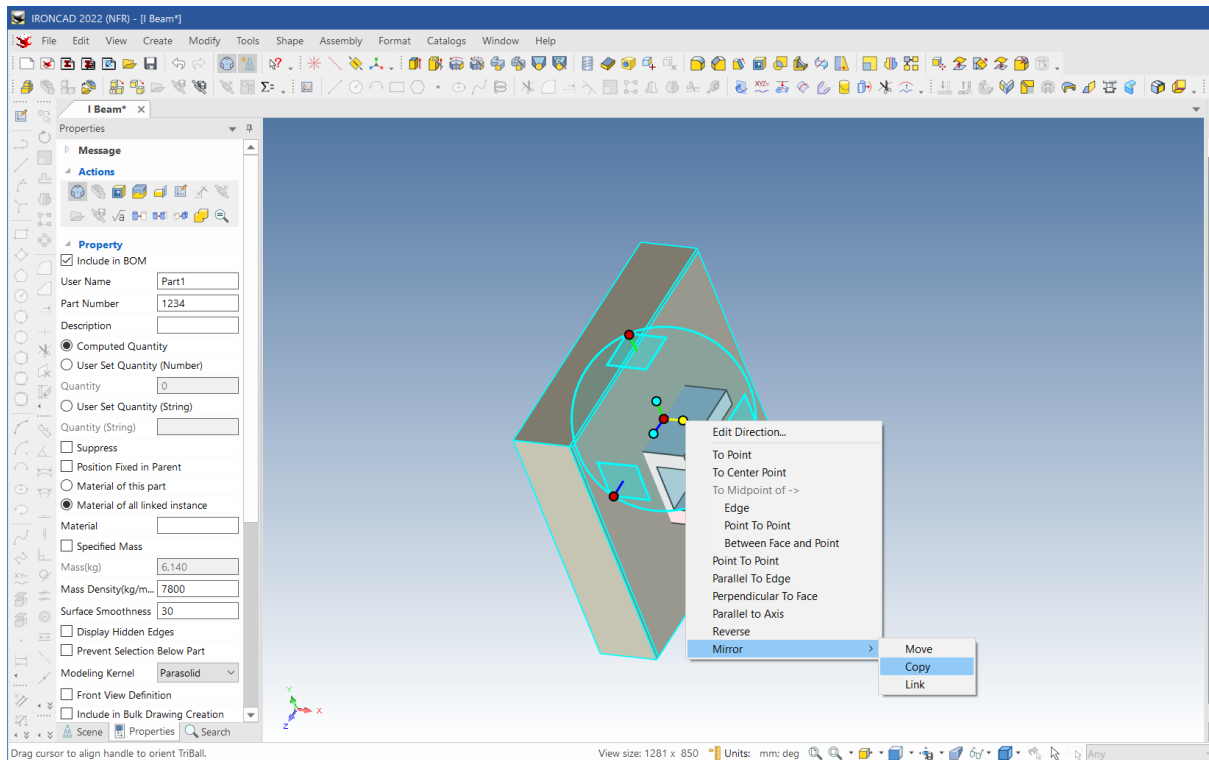 IRONCAD 2022 (NFR) - [I Beam*]
File Edit View Create Modify Tools Shape Assembly Format Catalogs Window Help
I Beam*
Properties
Message
Actions
Property
Include in BOM
User Name Part1
Part Number 1234
Description
Computed Quantity
User Set Quantity (Number)
Quantity 0
User Set Quantity (String)
Quantity (String)
Suppress
Position Fixed in Parent
Material of this part
Material of all linked instance
Material
Specified Mass
Mass(kg) 6.140
Mass Density(kg/m... 7800
Surface Smoothness 30
Display Hidden Edges
Prevent Selection Below Part
Modeling Kernel Parasolid
Front View Definition
Include in Bulk Drawing Creation
Scene Properties Search
Edit Direction...
To Point
To Center Point
To Midpoint of ->
Edge
Point To Point
Between Face and Point
Point To Point
Parallel To Edge
Perpendicular To Face
Parallel to Axis
Reverse
Mirror
Move
Copy
Link
Y
X
Z
Drag cursor to align handle to orient TriBall. View size: 1281 x 850 Units: mm; deg Any